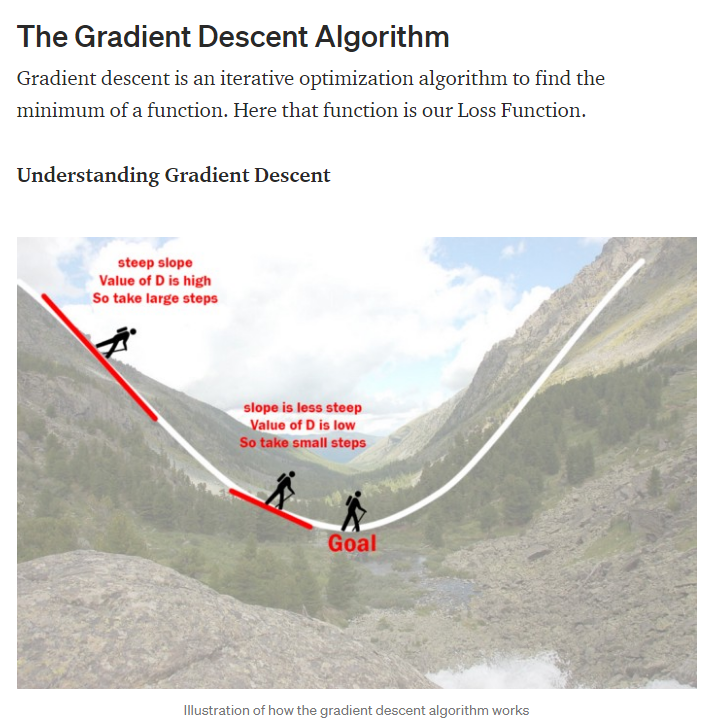 The Gradient Descent Algorithm
Gradient descent is an iterative optimization algorithm to find the
minimum of a function. Here that function is our Loss Function.
Understanding Gradient Descent
steep slope
Value of D is high
So take large steps
slope is less steep
Value of D is low
So take small steps
Goal
Illustration of how the gradient descent algorithm works